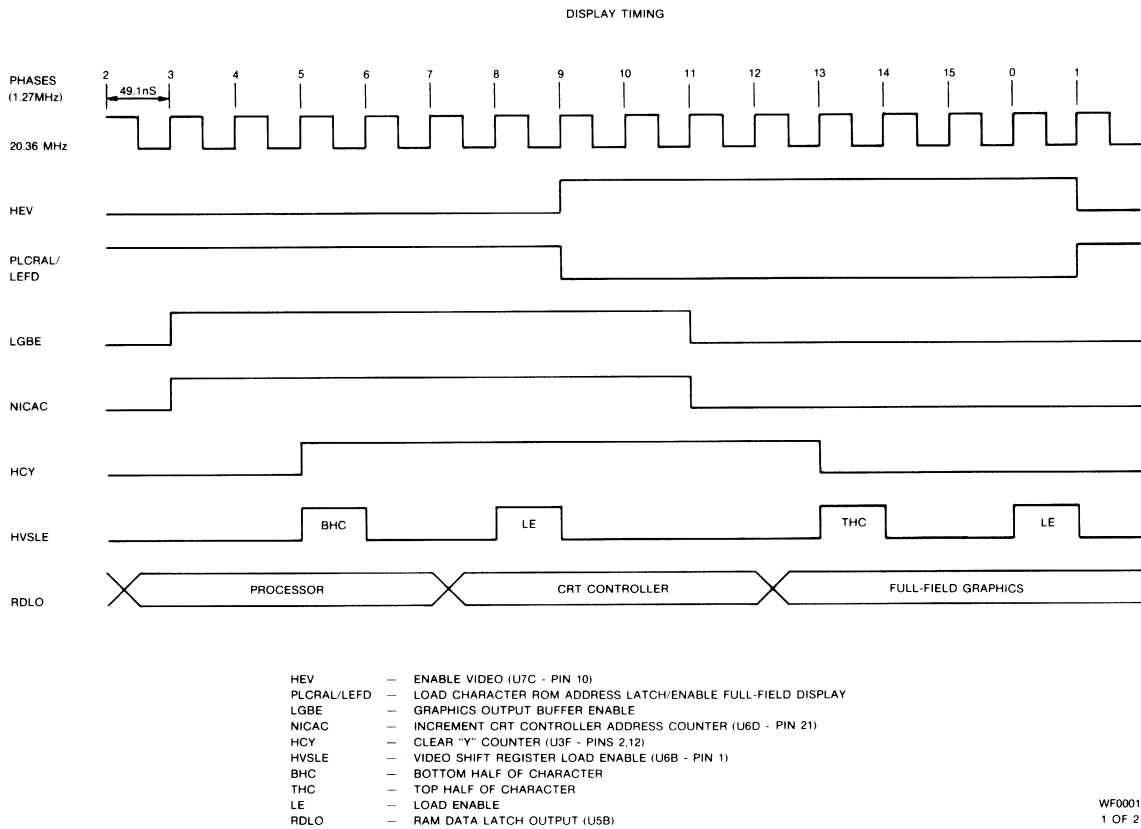 DISPLAY TIMING
PHASES 2 3 4 5 6 7 8 9 10 11 12 13 14 15 0 1
(1.27MHz) 49.1nS
20.36 MHz
HEV
PLCRAL/
LEFD
LGBE
NICAC
HCY
HVSLE BHC LE THC LE
RDLO PROCESSOR CRT CONTROLLER FULL-FIELD GRAPHICS
HEV — ENABLE VIDEO (U7C - PIN 10)
PLCRAL/LEFD — LOAD CHARACTER ROM ADDRESS LATCH/ENABLE FULL-FIELD DISPLAY
LGBE — GRAPHICS OUTPUT BUFFER ENABLE
NICAC — INCREMENT CRT CONTROLLER ADDRESS COUNTER (U6D - PIN 21)
HCY — CLEAR "Y" COUNTER (U3F - PINS 2,12)
HVSLE — VIDEO SHIFT REGISTER LOAD ENABLE (U6B - PIN 1)
BHC — BOTTOM HALF OF CHARACTER
THC — TOP HALF OF CHARACTER
LE — LOAD ENABLE
RDLO — RAM DATA LATCH OUTPUT (U5B)
WF0001
1 OF 2